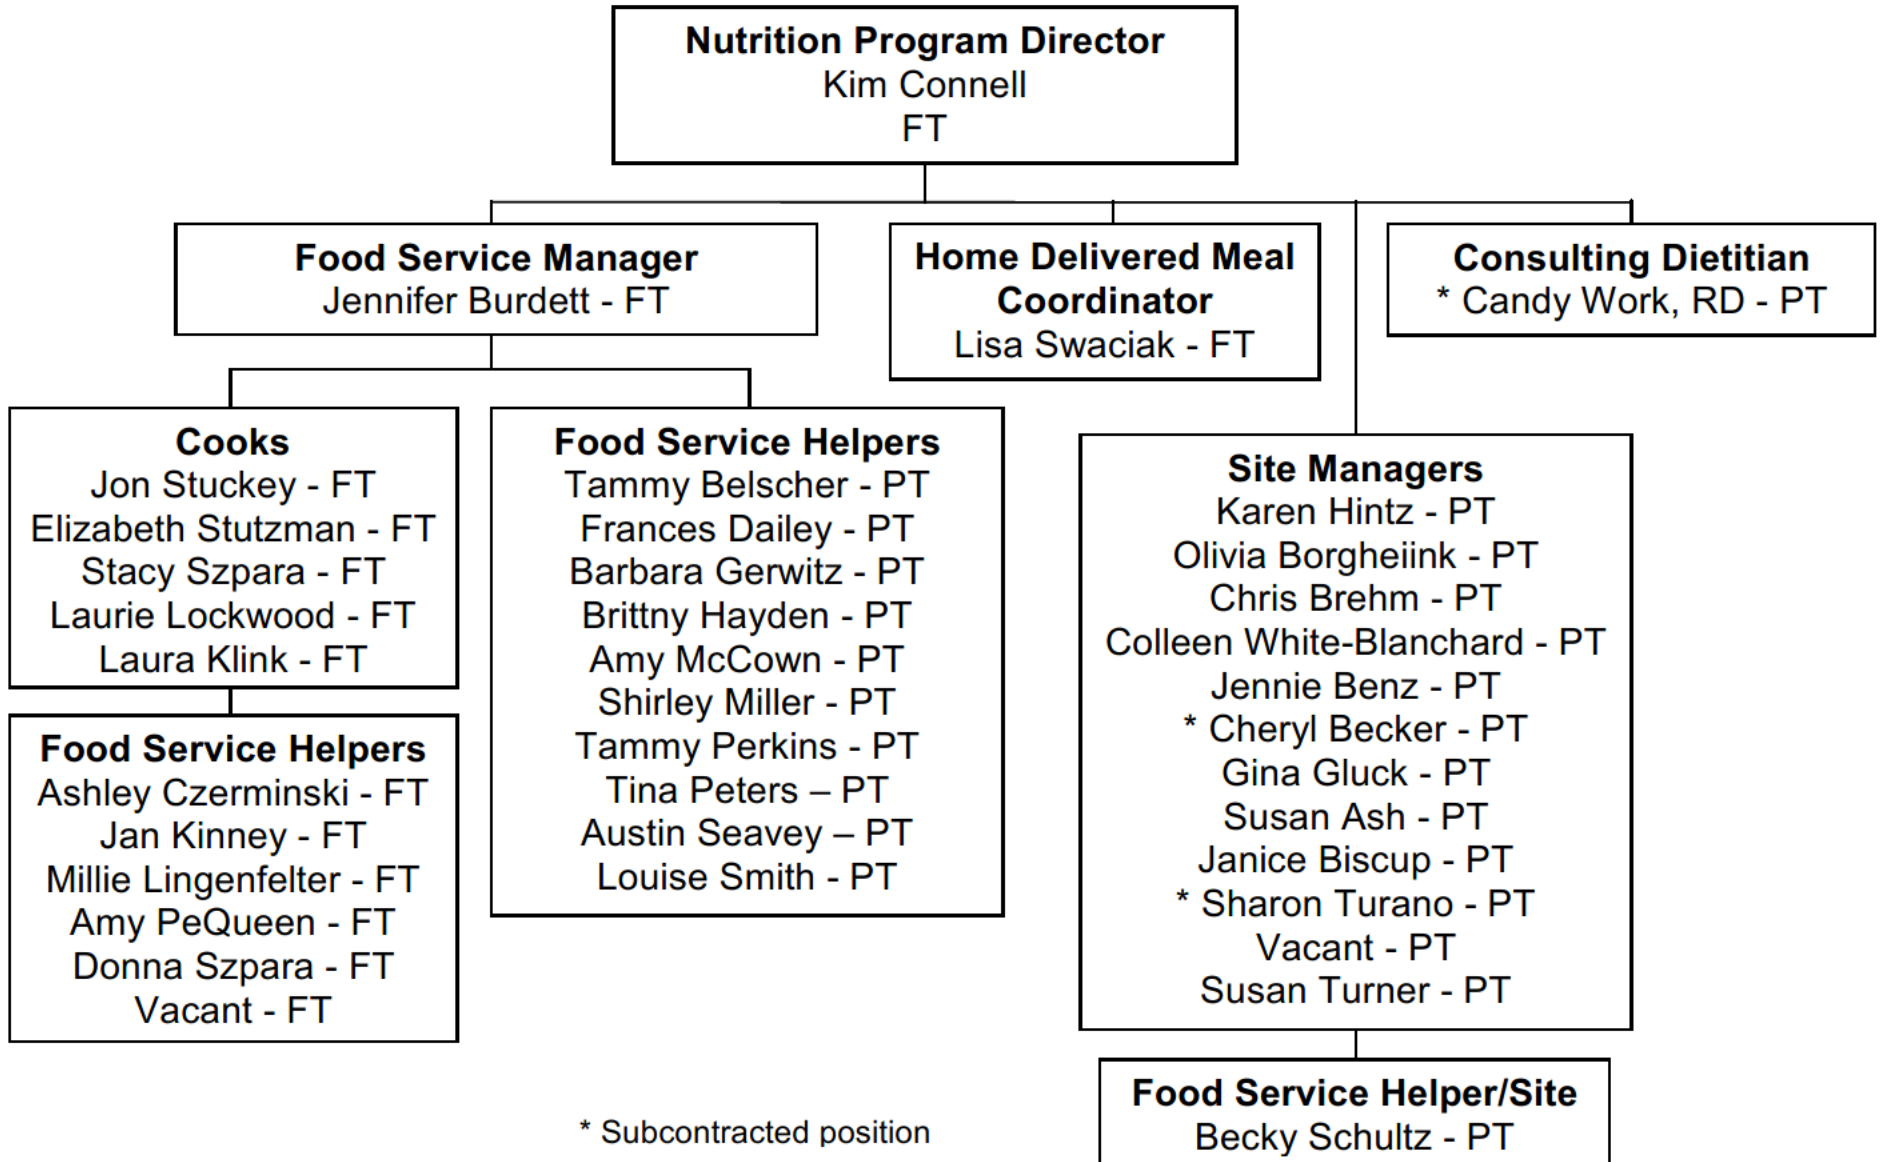 Nutrition Program Director
Kim Connell
FT
Food Service Manager
Jennifer Burdett - FT
Home Delivered Meal
Coordinator
Lisa Swaciak - FT
Consulting Dietitian
* Candy Work, RD - PT
Cooks
Jon Stuckey - FT
Elizabeth Stutzman - FT
Stacy Szpara - FT
Laurie Lockwood - FT
Laura Klink - FT
Food Service Helpers
Ashley Czerminski - FT
Jan Kinney - FT
Millie Lingenfelter - FT
Amy PeQueen - FT
Donna Szpara - FT
Vacant - FT
Food Service Helpers
Tammy Belscher - PT
Frances Dailey - PT
Barbara Gerwitz - PT
Brittny Hayden - PT
Amy McCown - PT
Shirley Miller - PT
Tammy Perkins - PT
Tina Peters – PT
Austin Seavey – PT
Louise Smith - PT
Site Managers
Karen Hintz - PT
Olivia Borgheiink - PT
Chris Brehm - PT
Colleen White-Blanchard - PT
Jennie Benz - PT
* Cheryl Becker - PT
Gina Gluck - PT
Susan Ash - PT
Janice Biscup - PT
* Sharon Turano - PT
Vacant - PT
Susan Turner - PT
Food Service Helper/Site
Becky Schultz - PT
* Subcontracted position